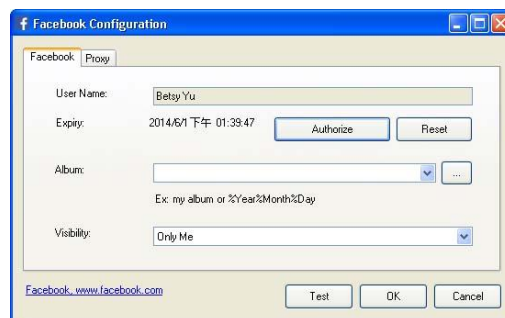 Facebook Configuration
Facebook Proxy
User Name: Betsy Yu
Expiry: 2014/6/1 下午 01:39:47 Authorize Reset
Album: ...
Ex: my album or %Year%Month%Day
Visibility: Only Me
Facebook, www.facebook.com Test OK Cancel